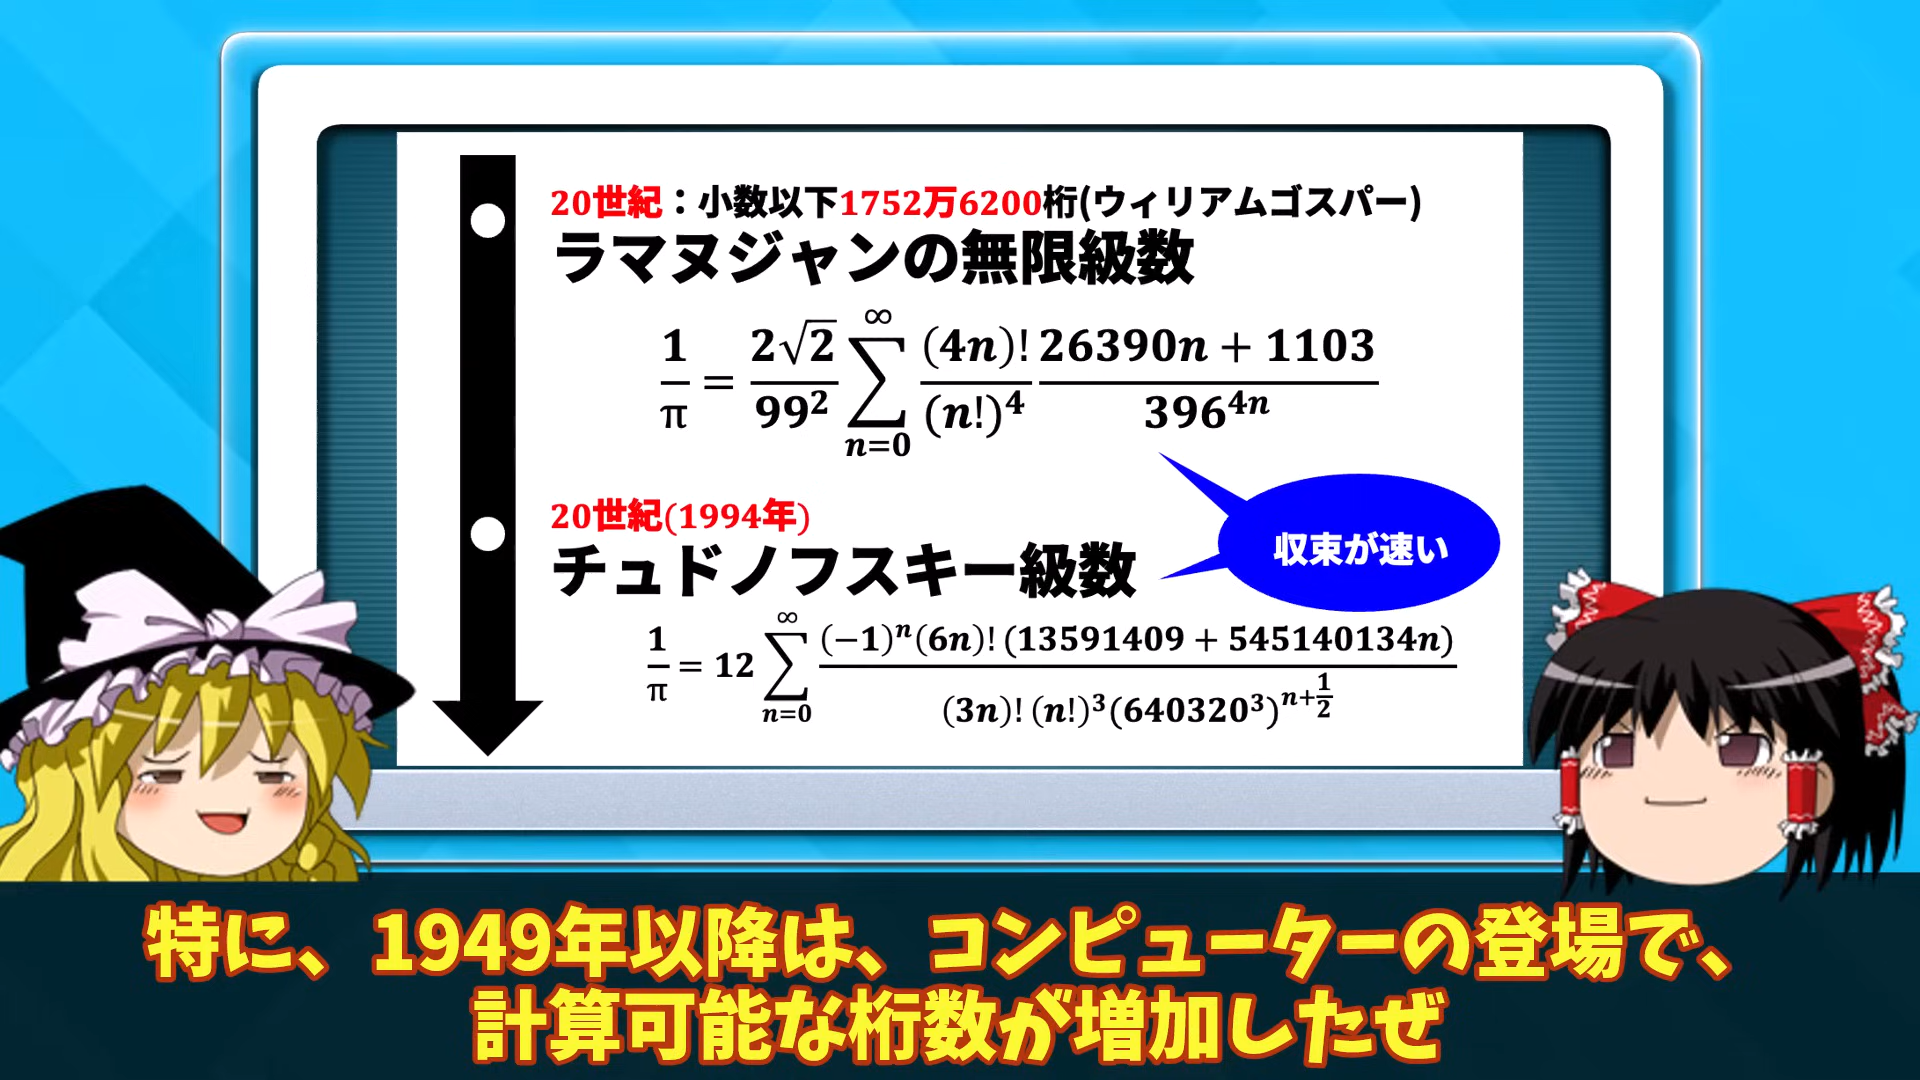 20世紀：小数以下1752万6200桁(ウィリアムゴスパー)
ラマヌジャンの無限級数
1/π = 2√2/99² ∑_{n=0}^{∞} (4n)!/(n!)⁴ 26390n + 1103/396⁴ⁿ
20世紀(1994年)
チュドノフスキー級数
収束が速い
1/π = 12 ∑_{n=0}^{∞} (−1)ⁿ(6n)! (13591409 + 545140134n)/(3n)! (n!)³(640320³)^{n+1/2}
特に、1949年以降は、コンピューターの登場で、
計算可能な桁数が増加したぜ